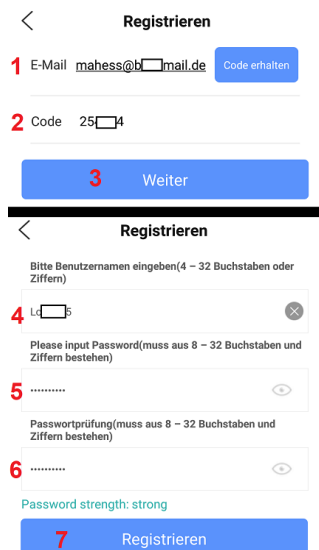 Registrieren
1 E-Mail mahess@b mail.de Code erhalten
2 Code 25 4
3 Weiter
Registrieren
Bitte Benutzernamen eingeben(4 – 32 Buchstaben oder
Ziffern)
4 Lo 5
Please input Password(muss aus 8 – 32 Buchstaben und
Ziffern bestehen)
5 ··········
Passwortprüfung(muss aus 8 – 32 Buchstaben und
Ziffern bestehen)
6 ··········
Password strength: strong
7 Registrieren